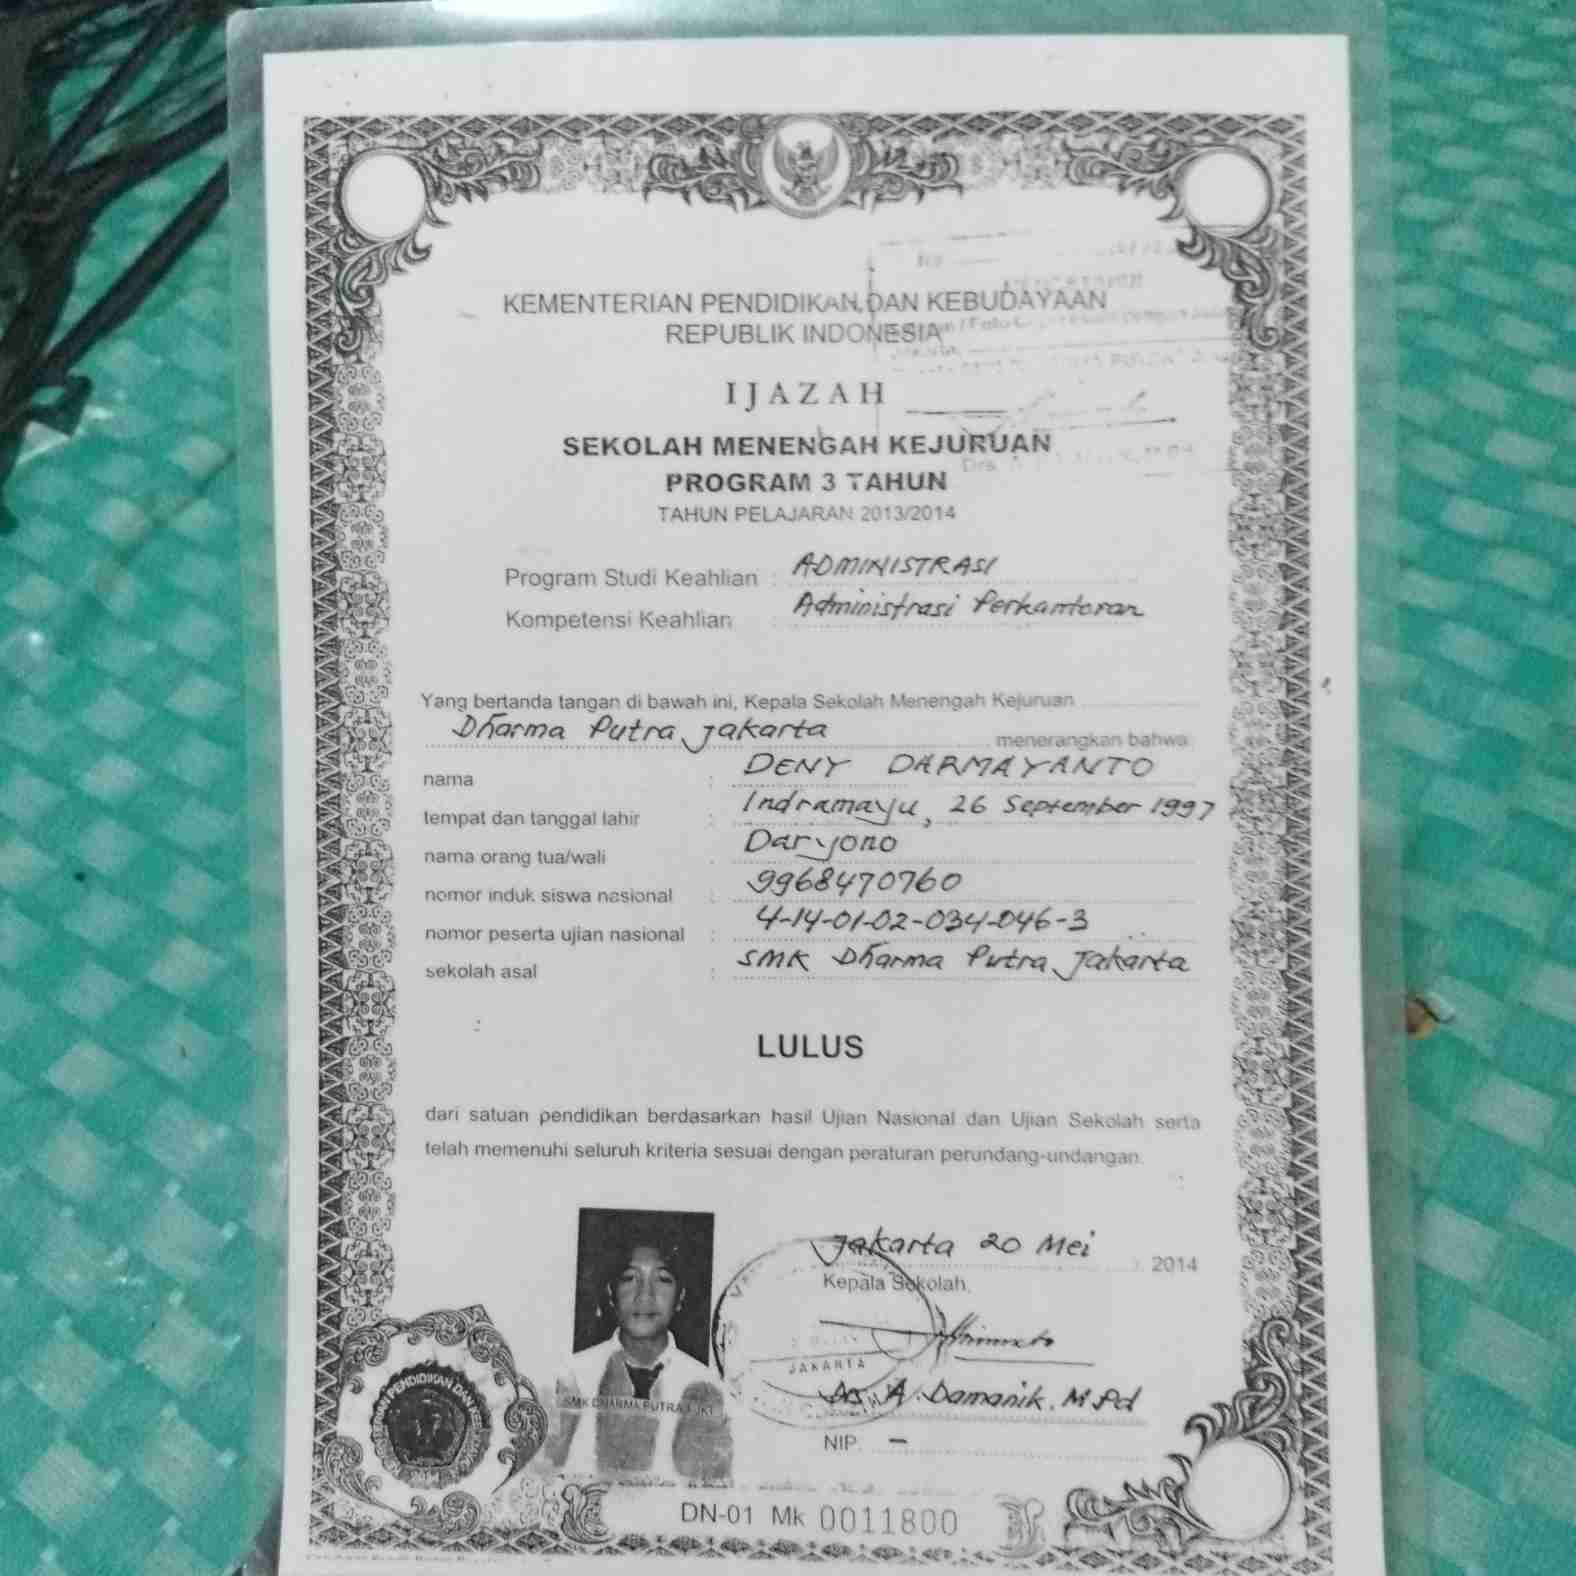 KEMENTERIAN PENDIDIKAN DAN KEBUDAYAAN
REPUBLIK INDONESIA
IJAZAH
SEKOLAH MENENGAH KEJURUAN
PROGRAM 3 TAHUN
TAHUN PELAJARAN 2013/2014
Program Studi Keahlian : ADMINISTRASI
Kompetensi Keahlian : Administrasi Perkantoran
Yang bertanda tangan di bawah ini, Kepala Sekolah Menengah Kejuruan
Dharma Putra Jakarta menerangkan bahwa
nama : DENY DARMAYANTO
tempat dan tanggal lahir : Indramayu, 26 September 1997
nama orang tua/wali : Daryono
nomor induk siswa nasional : 9968470760
nomor peserta ujian nasional : 4-14-01-02-034-046-3
sekolah asal : SMK Dharma Putra Jakarta
LULUS
dari satuan pendidikan berdasarkan hasil Ujian Nasional dan Ujian Sekolah serta
telah memenuhi seluruh kriteria sesuai dengan peraturan perundang-undangan.
Jakarta 20 Mei 2014
Kepala Sekolah,
JAKARTA
Drs. A. Damanik. M Pd
NIP. -
SMK DHARMA PUTRA
PENDIDIKAN DAN
DN-01 Mk 0011800